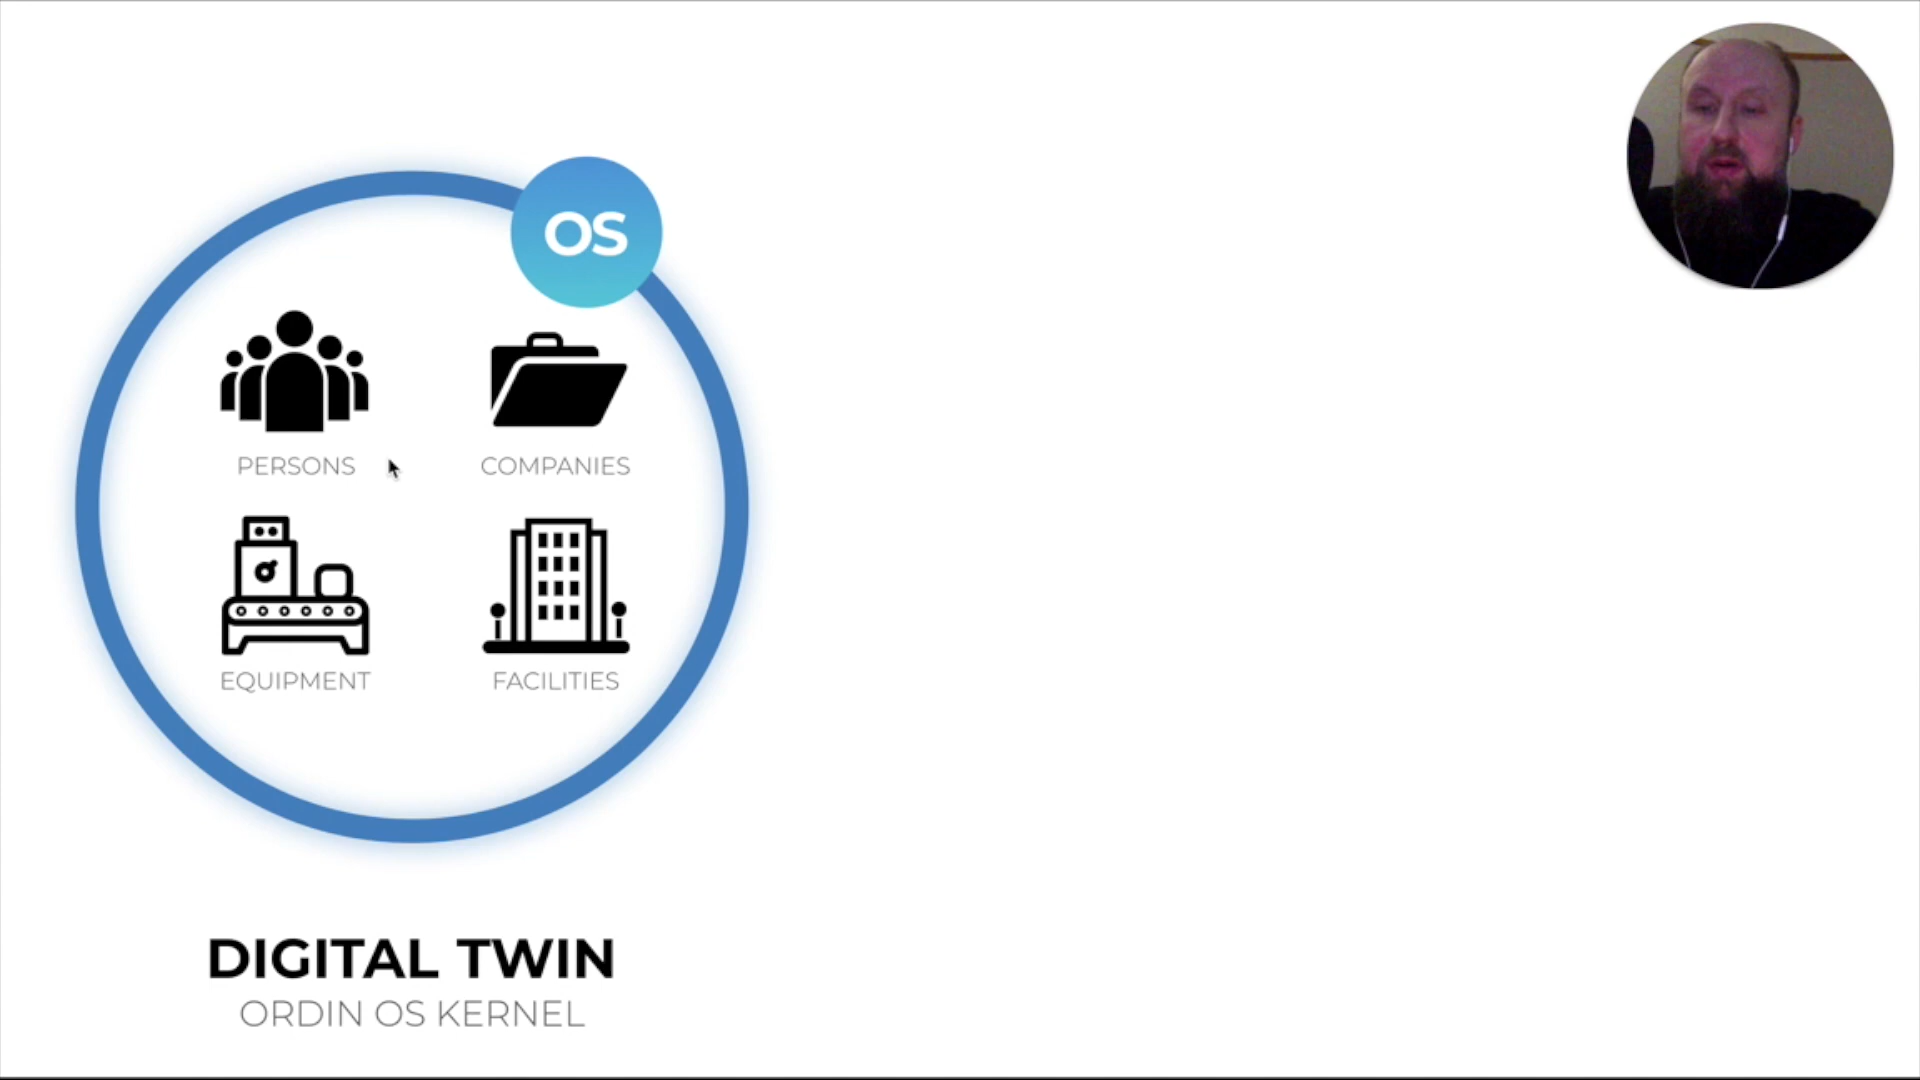 OS
PERSONS
COMPANIES
EQUIPMENT
FACILITIES
DIGITAL TWIN
ORDIN OS KERNEL